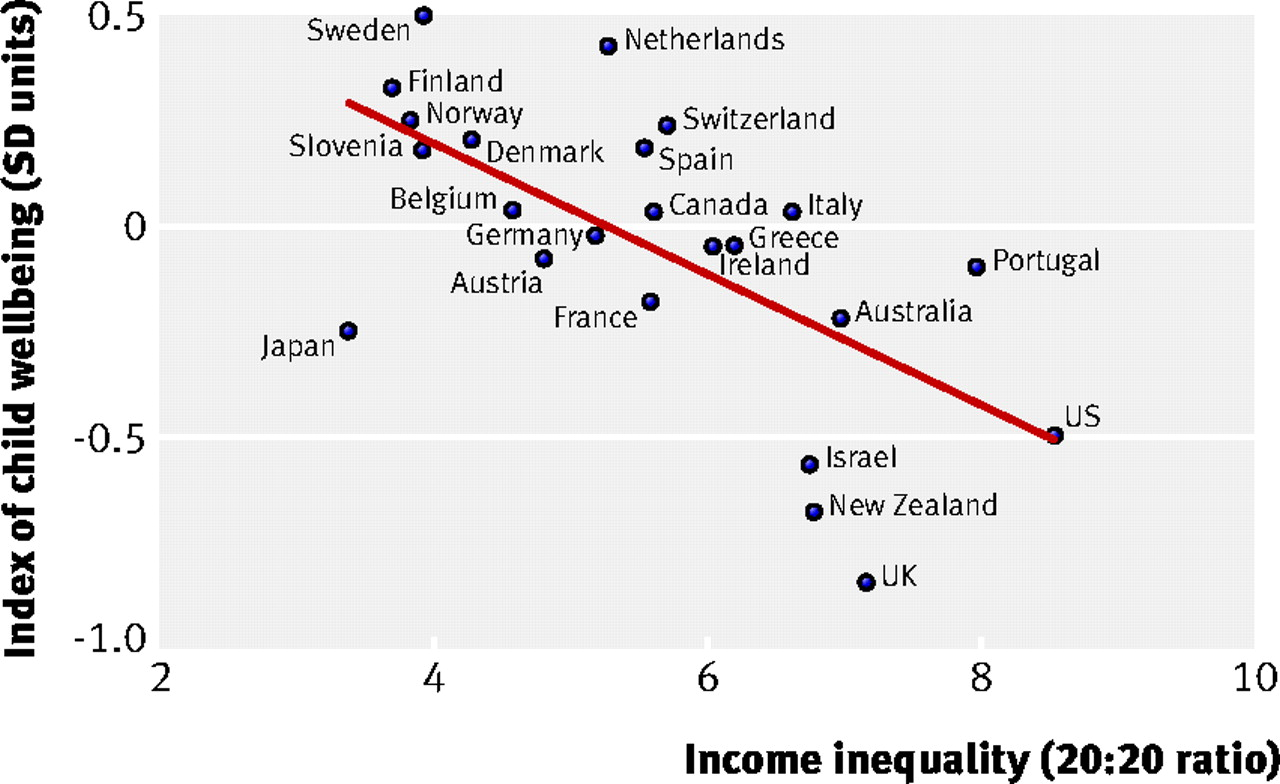 Index of child wellbeing (SD units)
0.5
0
-0.5
-1.0
Sweden
Netherlands
Finland
Norway
Switzerland
Slovenia
Denmark
Spain
Belgium
Canada
Italy
Germany
Greece
Ireland
Portugal
Austria
France
Australia
Japan
US
Israel
New Zealand
UK
2
4
6
8
10
Income inequality (20:20 ratio)